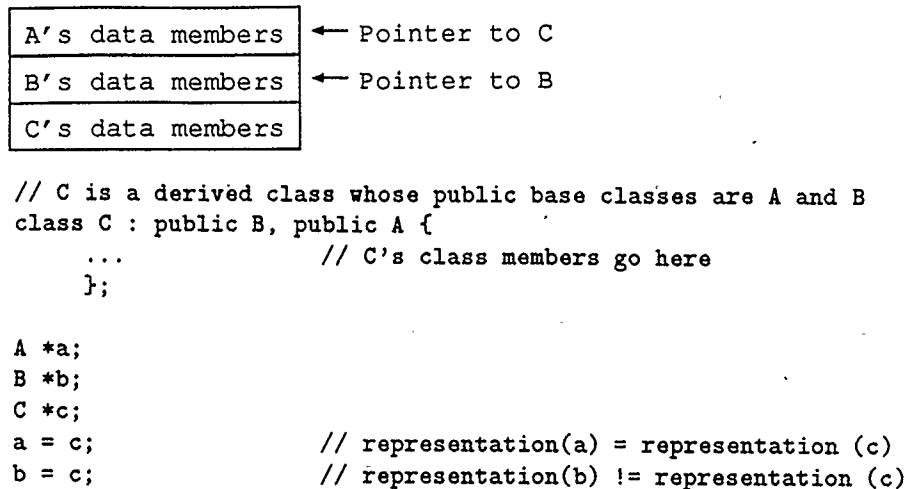 A's data members ← Pointer to C
B's data members ← Pointer to B
C's data members
// C is a derived class whose public base classes are A and B
class C : public B, public A {
... // C's class members go here
};
A *a;
B *b;
C *c;
a = c; // representation(a) = representation (c)
b = c; // representation(b) != representation (c)